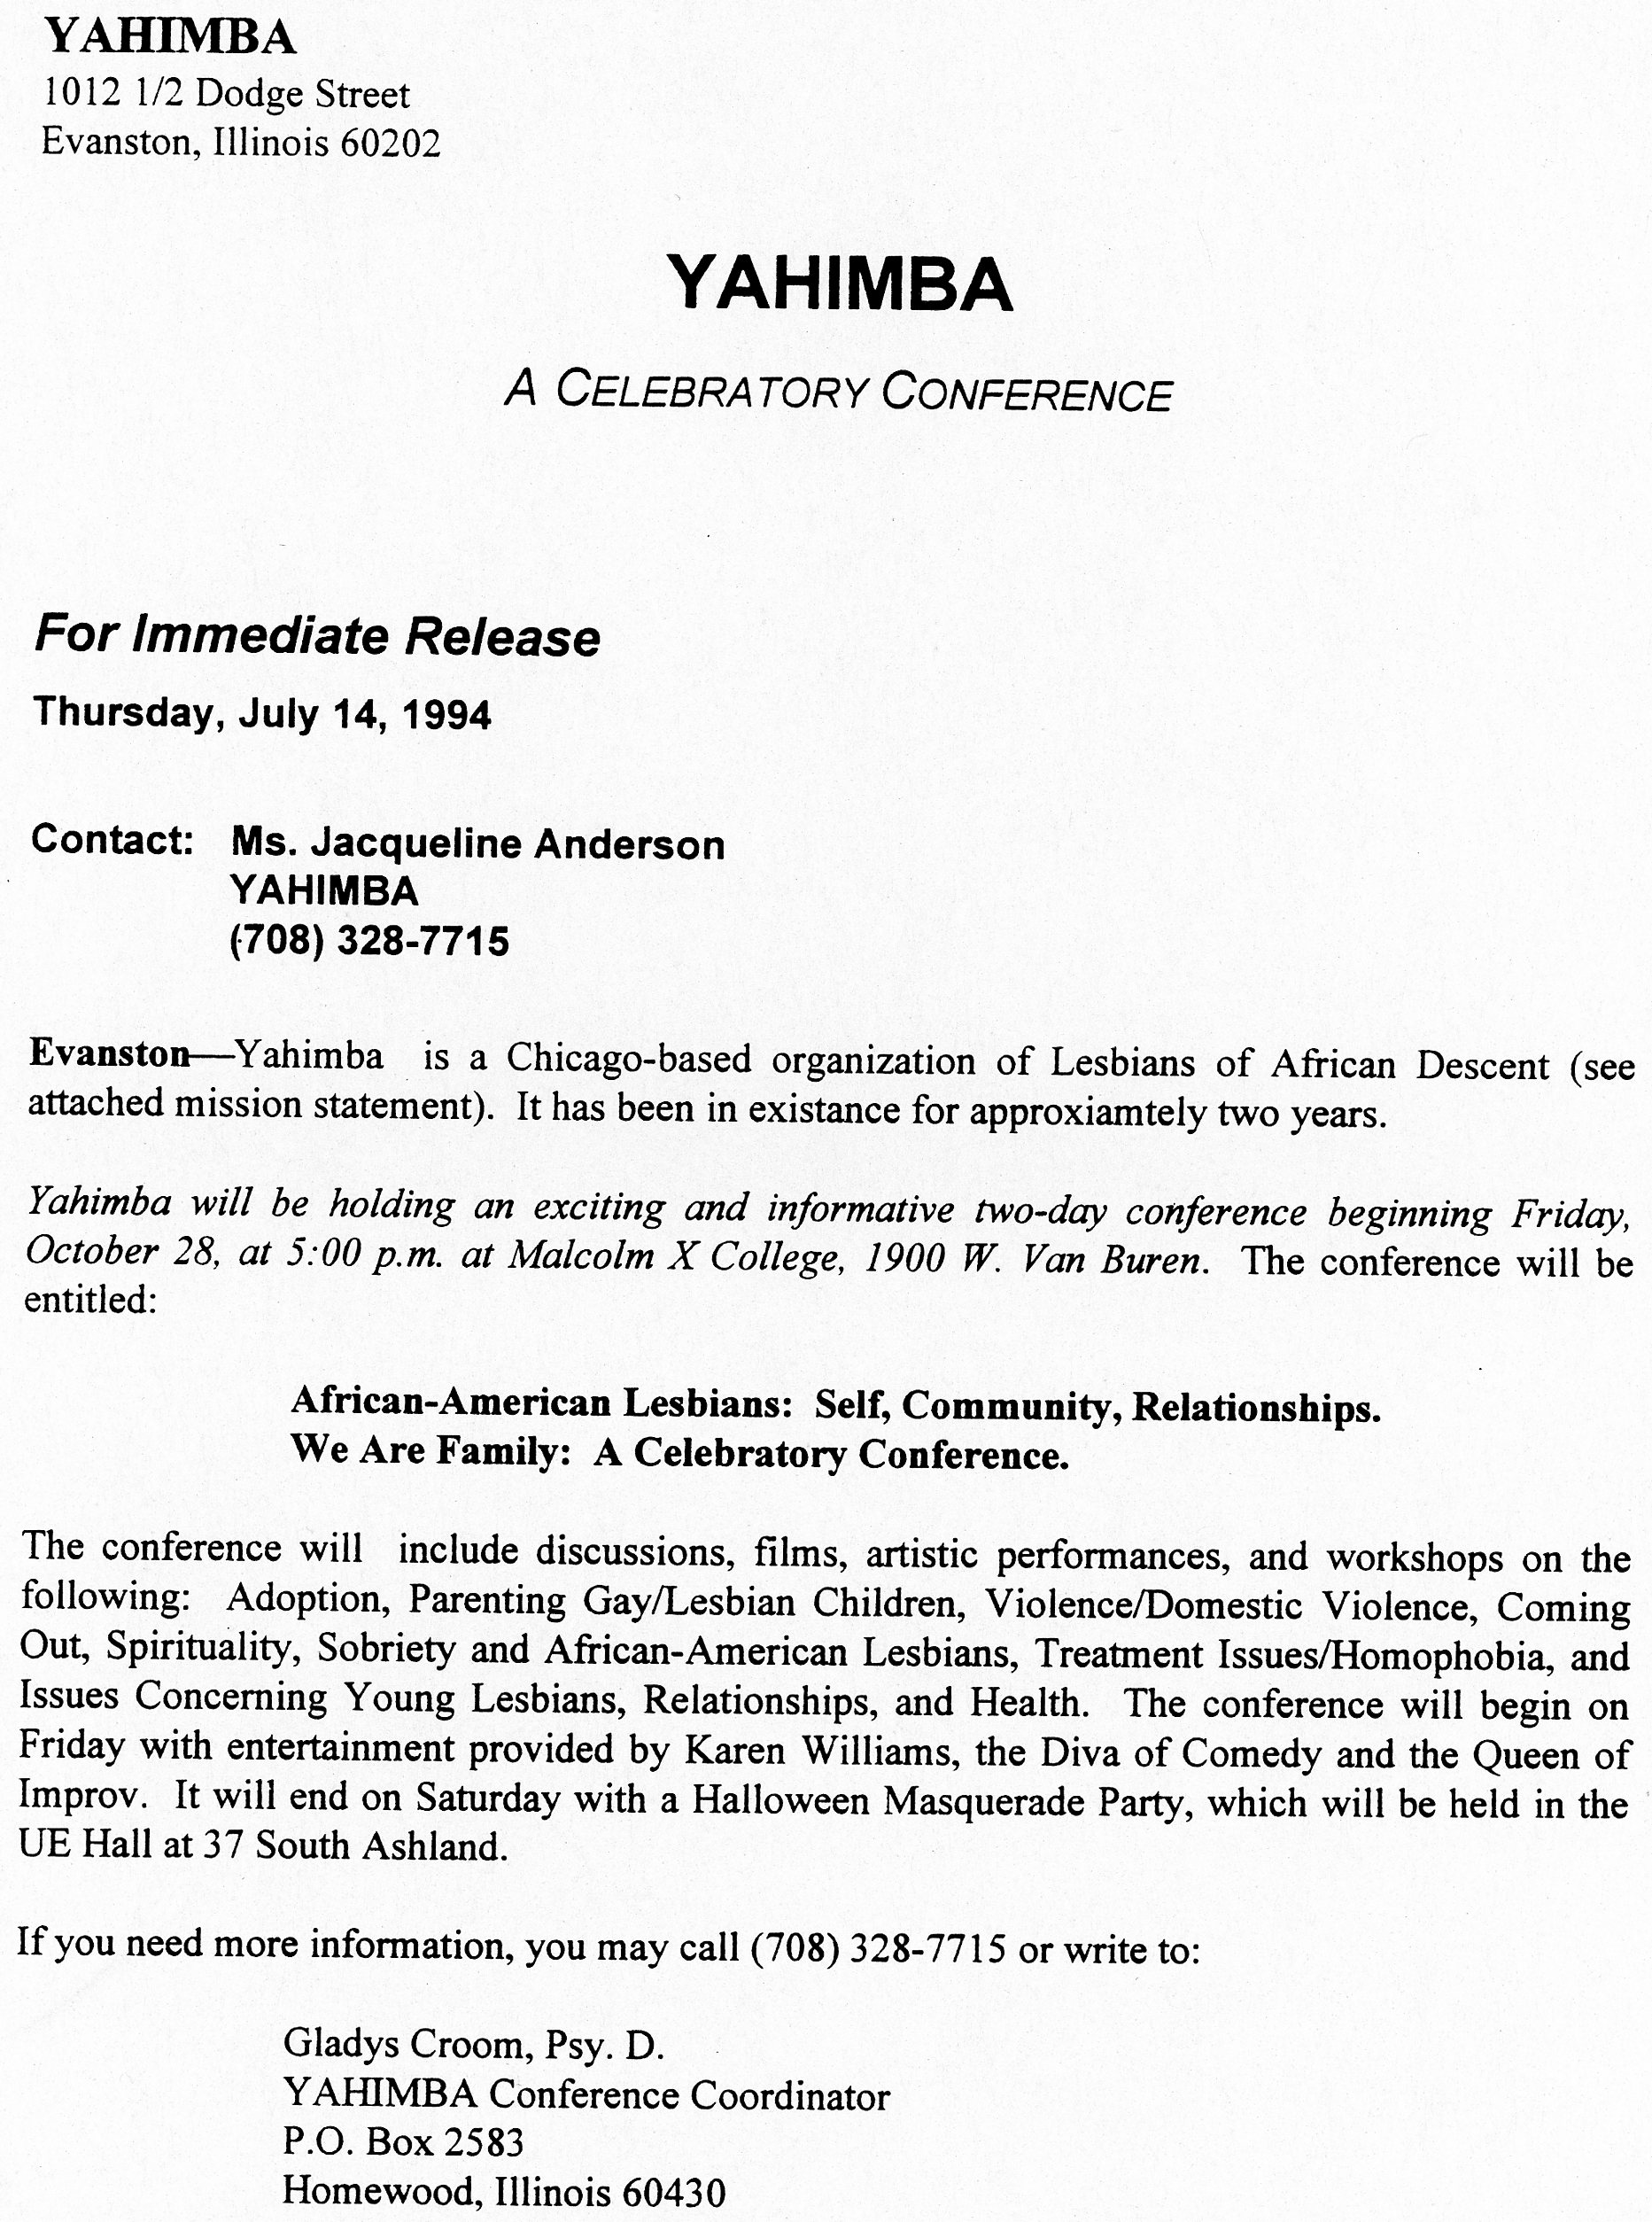 YAHIMBA
1012 1/2 Dodge Street
Evanston, Illinois 60202
YAHIMBA
A CELEBRATORY CONFERENCE
For Immediate Release
Thursday, July 14, 1994
Contact: Ms. Jacqueline Anderson
YAHIMBA
(708) 328-7715
Evanston—Yahimba is a Chicago-based organization of Lesbians of African Descent (see
attached mission statement). It has been in existance for approxiamtely two years.
Yahimba will be holding an exciting and informative two-day conference beginning Friday,
October 28, at 5:00 p.m. at Malcolm X College, 1900 W. Van Buren. The conference will be
entitled:
African-American Lesbians: Self, Community, Relationships.
We Are Family: A Celebratory Conference.
The conference will include discussions, films, artistic performances, and workshops on the
following: Adoption, Parenting Gay/Lesbian Children, Violence/Domestic Violence, Coming
Out, Spirituality, Sobriety and African-American Lesbians, Treatment Issues/Homophobia, and
Issues Concerning Young Lesbians, Relationships, and Health. The conference will begin on
Friday with entertainment provided by Karen Williams, the Diva of Comedy and the Queen of
Improv. It will end on Saturday with a Halloween Masquerade Party, which will be held in the
UE Hall at 37 South Ashland.
If you need more information, you may call (708) 328-7715 or write to:
Gladys Croom, Psy. D.
YAHIMBA Conference Coordinator
P.O. Box 2583
Homewood, Illinois 60430